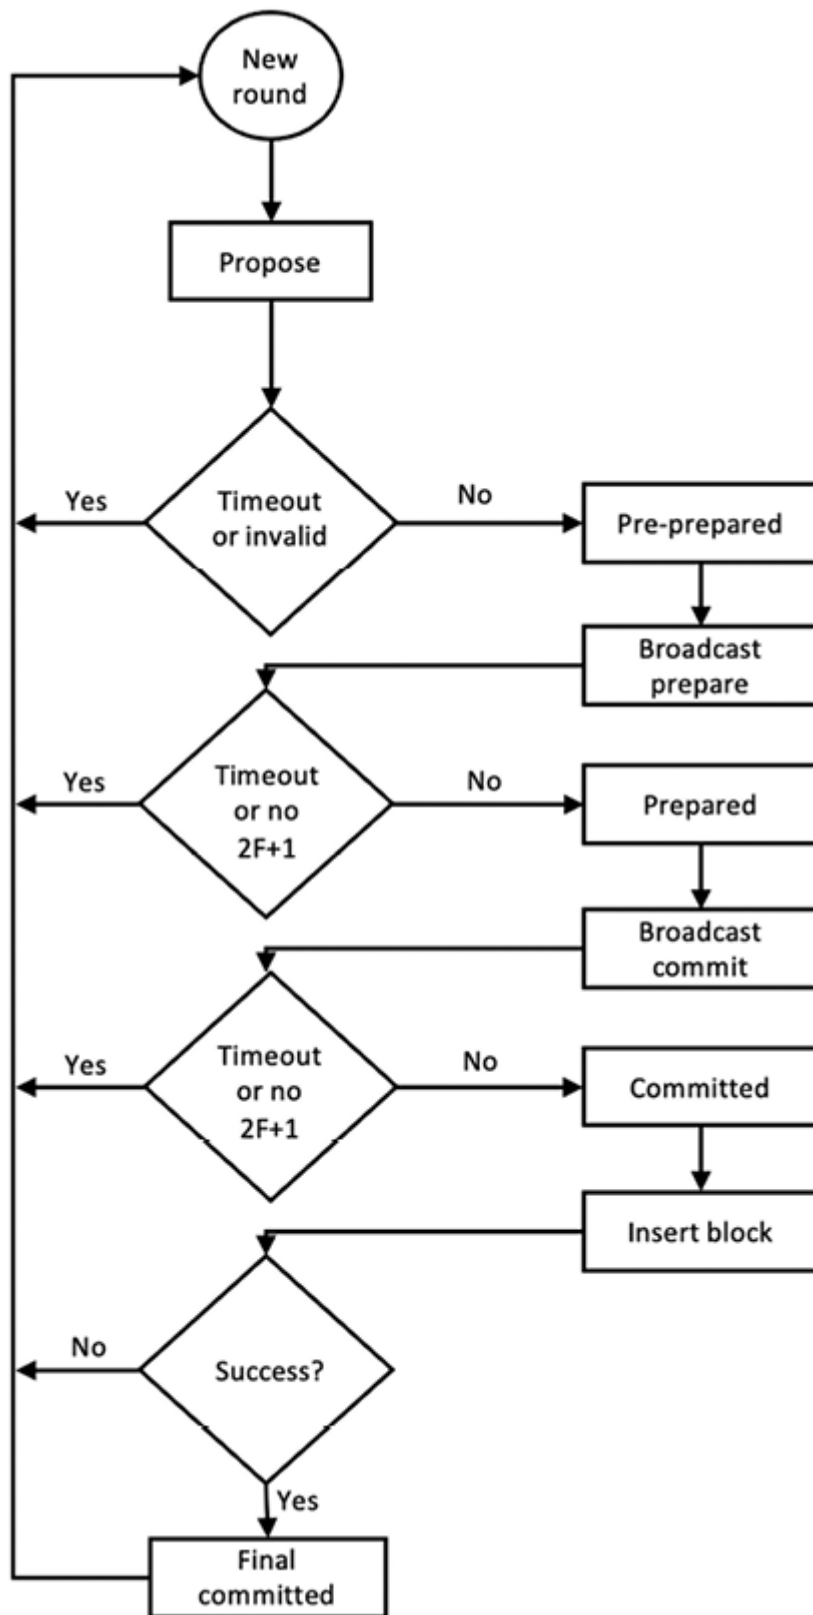 New
round
Propose
Timeout
or invalid
Yes
No
Pre-prepared
Broadcast
prepare
Timeout
or no
2F+1
Yes
No
Prepared
Broadcast
commit
Timeout
or no
2F+1
Yes
No
Committed
Insert block
Success?
No
Yes
Final
committed